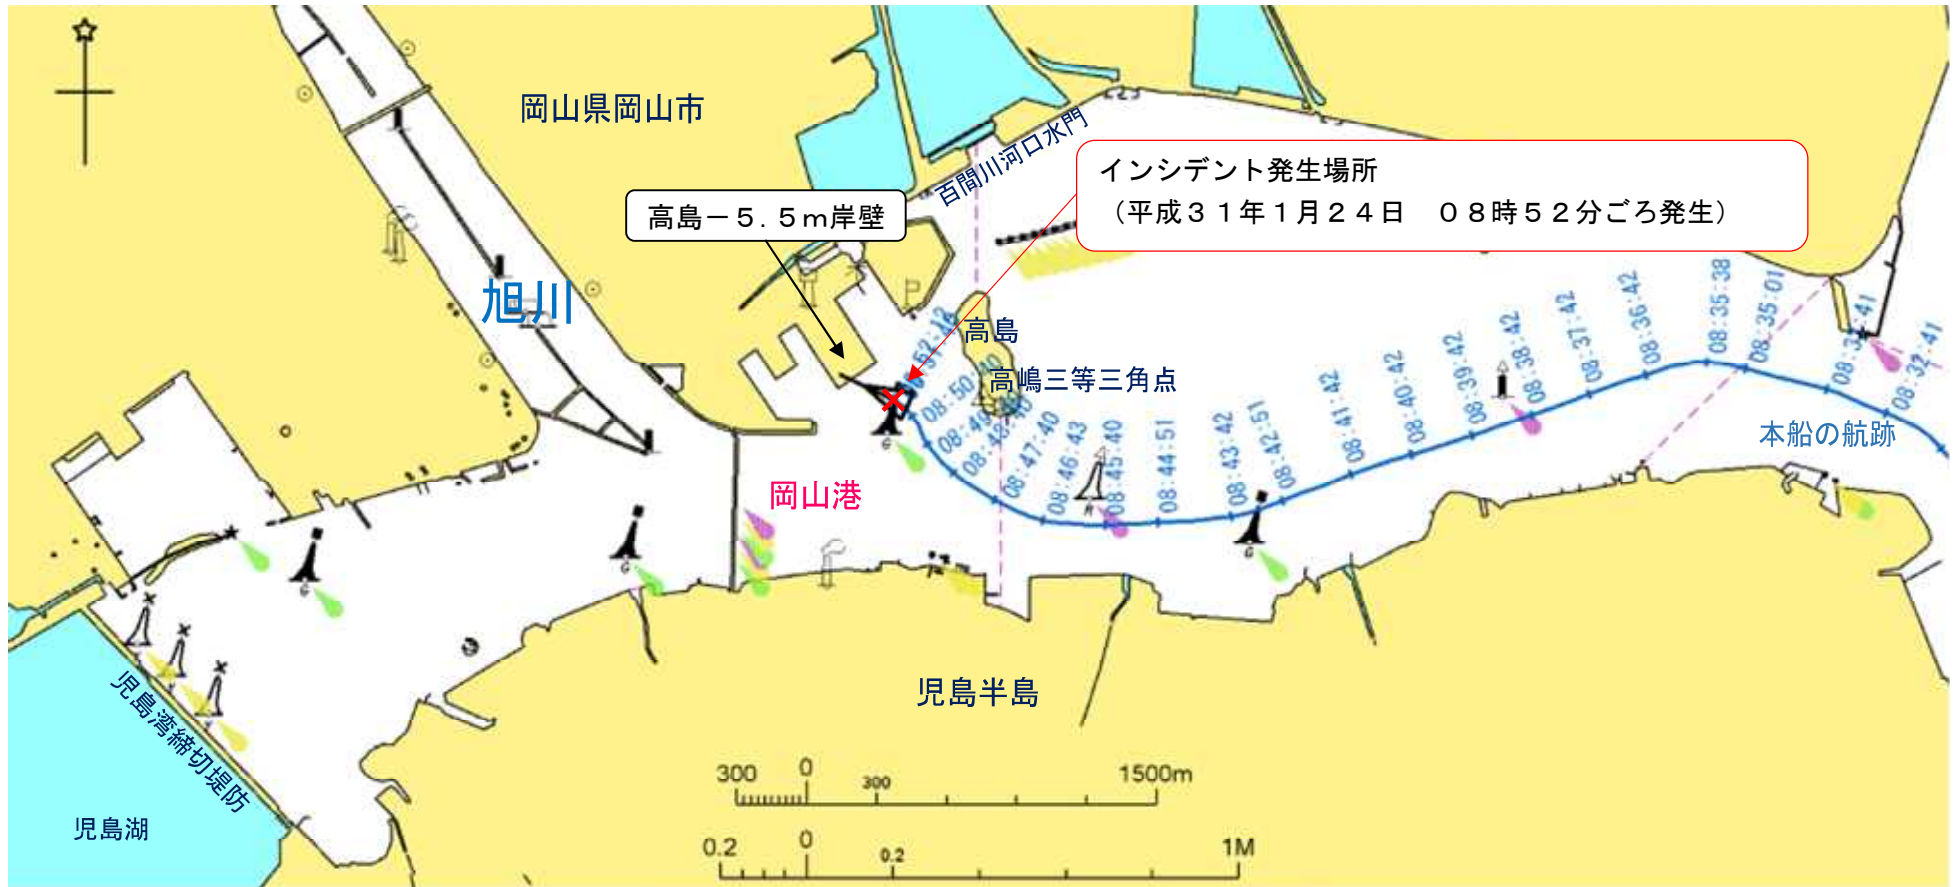 岡山県岡山市
百間川河口水門
インシデント発生場所
(平成31年1月24日 08時52分ごろ発生)
高島-5.5m岸壁
旭川
高島
高嶋三等三角点
08:50:40
08:47:40
08:46:43
08:45:40
08:44:51
08:43:42
08:42:51
08:41:42
08:40:42
08:39:42
08:38:42
08:37:42
08:36:42
08:35:38
08:35:01
08:32:41
本船の航跡
岡山港
G
G
G
G
R
児島半島
児島湾締切堤防
児島湖
300 0 300 1500m
0.2 0 0.2 1M